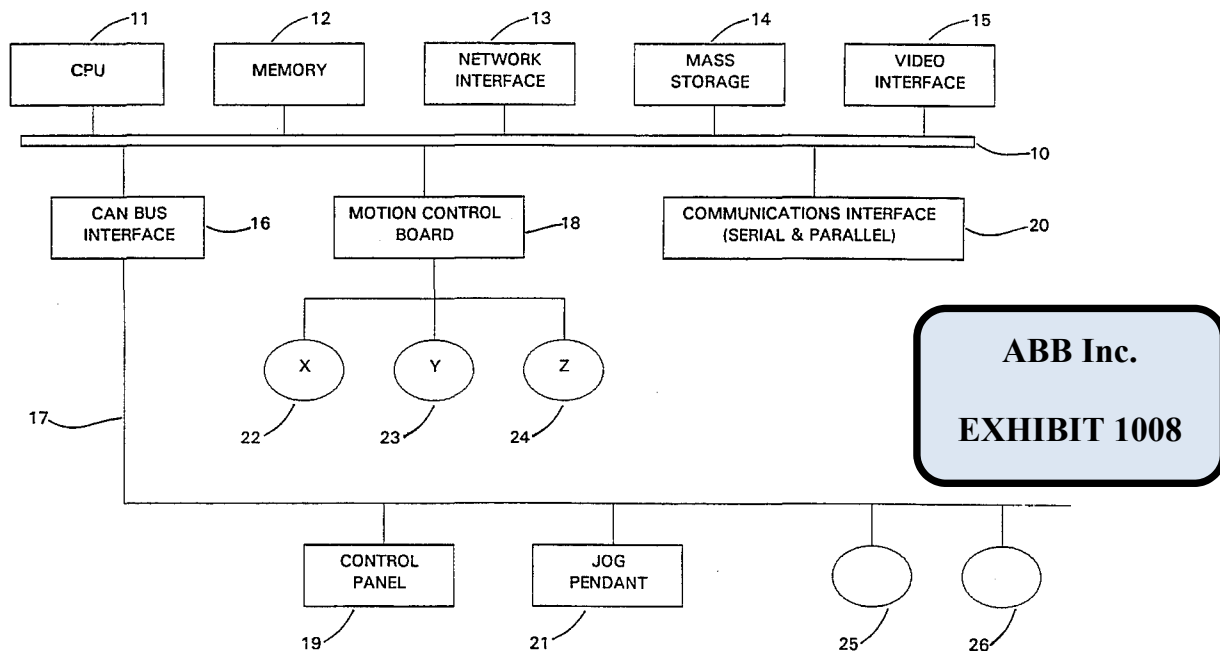 11
12
13
14
15
CPU
MEMORY
NETWORK
INTERFACE
MASS
STORAGE
VIDEO
INTERFACE
10
CAN BUS
INTERFACE
16
MOTION CONTROL
BOARD
18
COMMUNICATIONS INTERFACE
(SERIAL & PARALLEL)
20
X
Y
Z
22
23
24
17
ABB Inc.
EXHIBIT 1008
CONTROL
PANEL
JOG
PENDANT
19
21
25
26